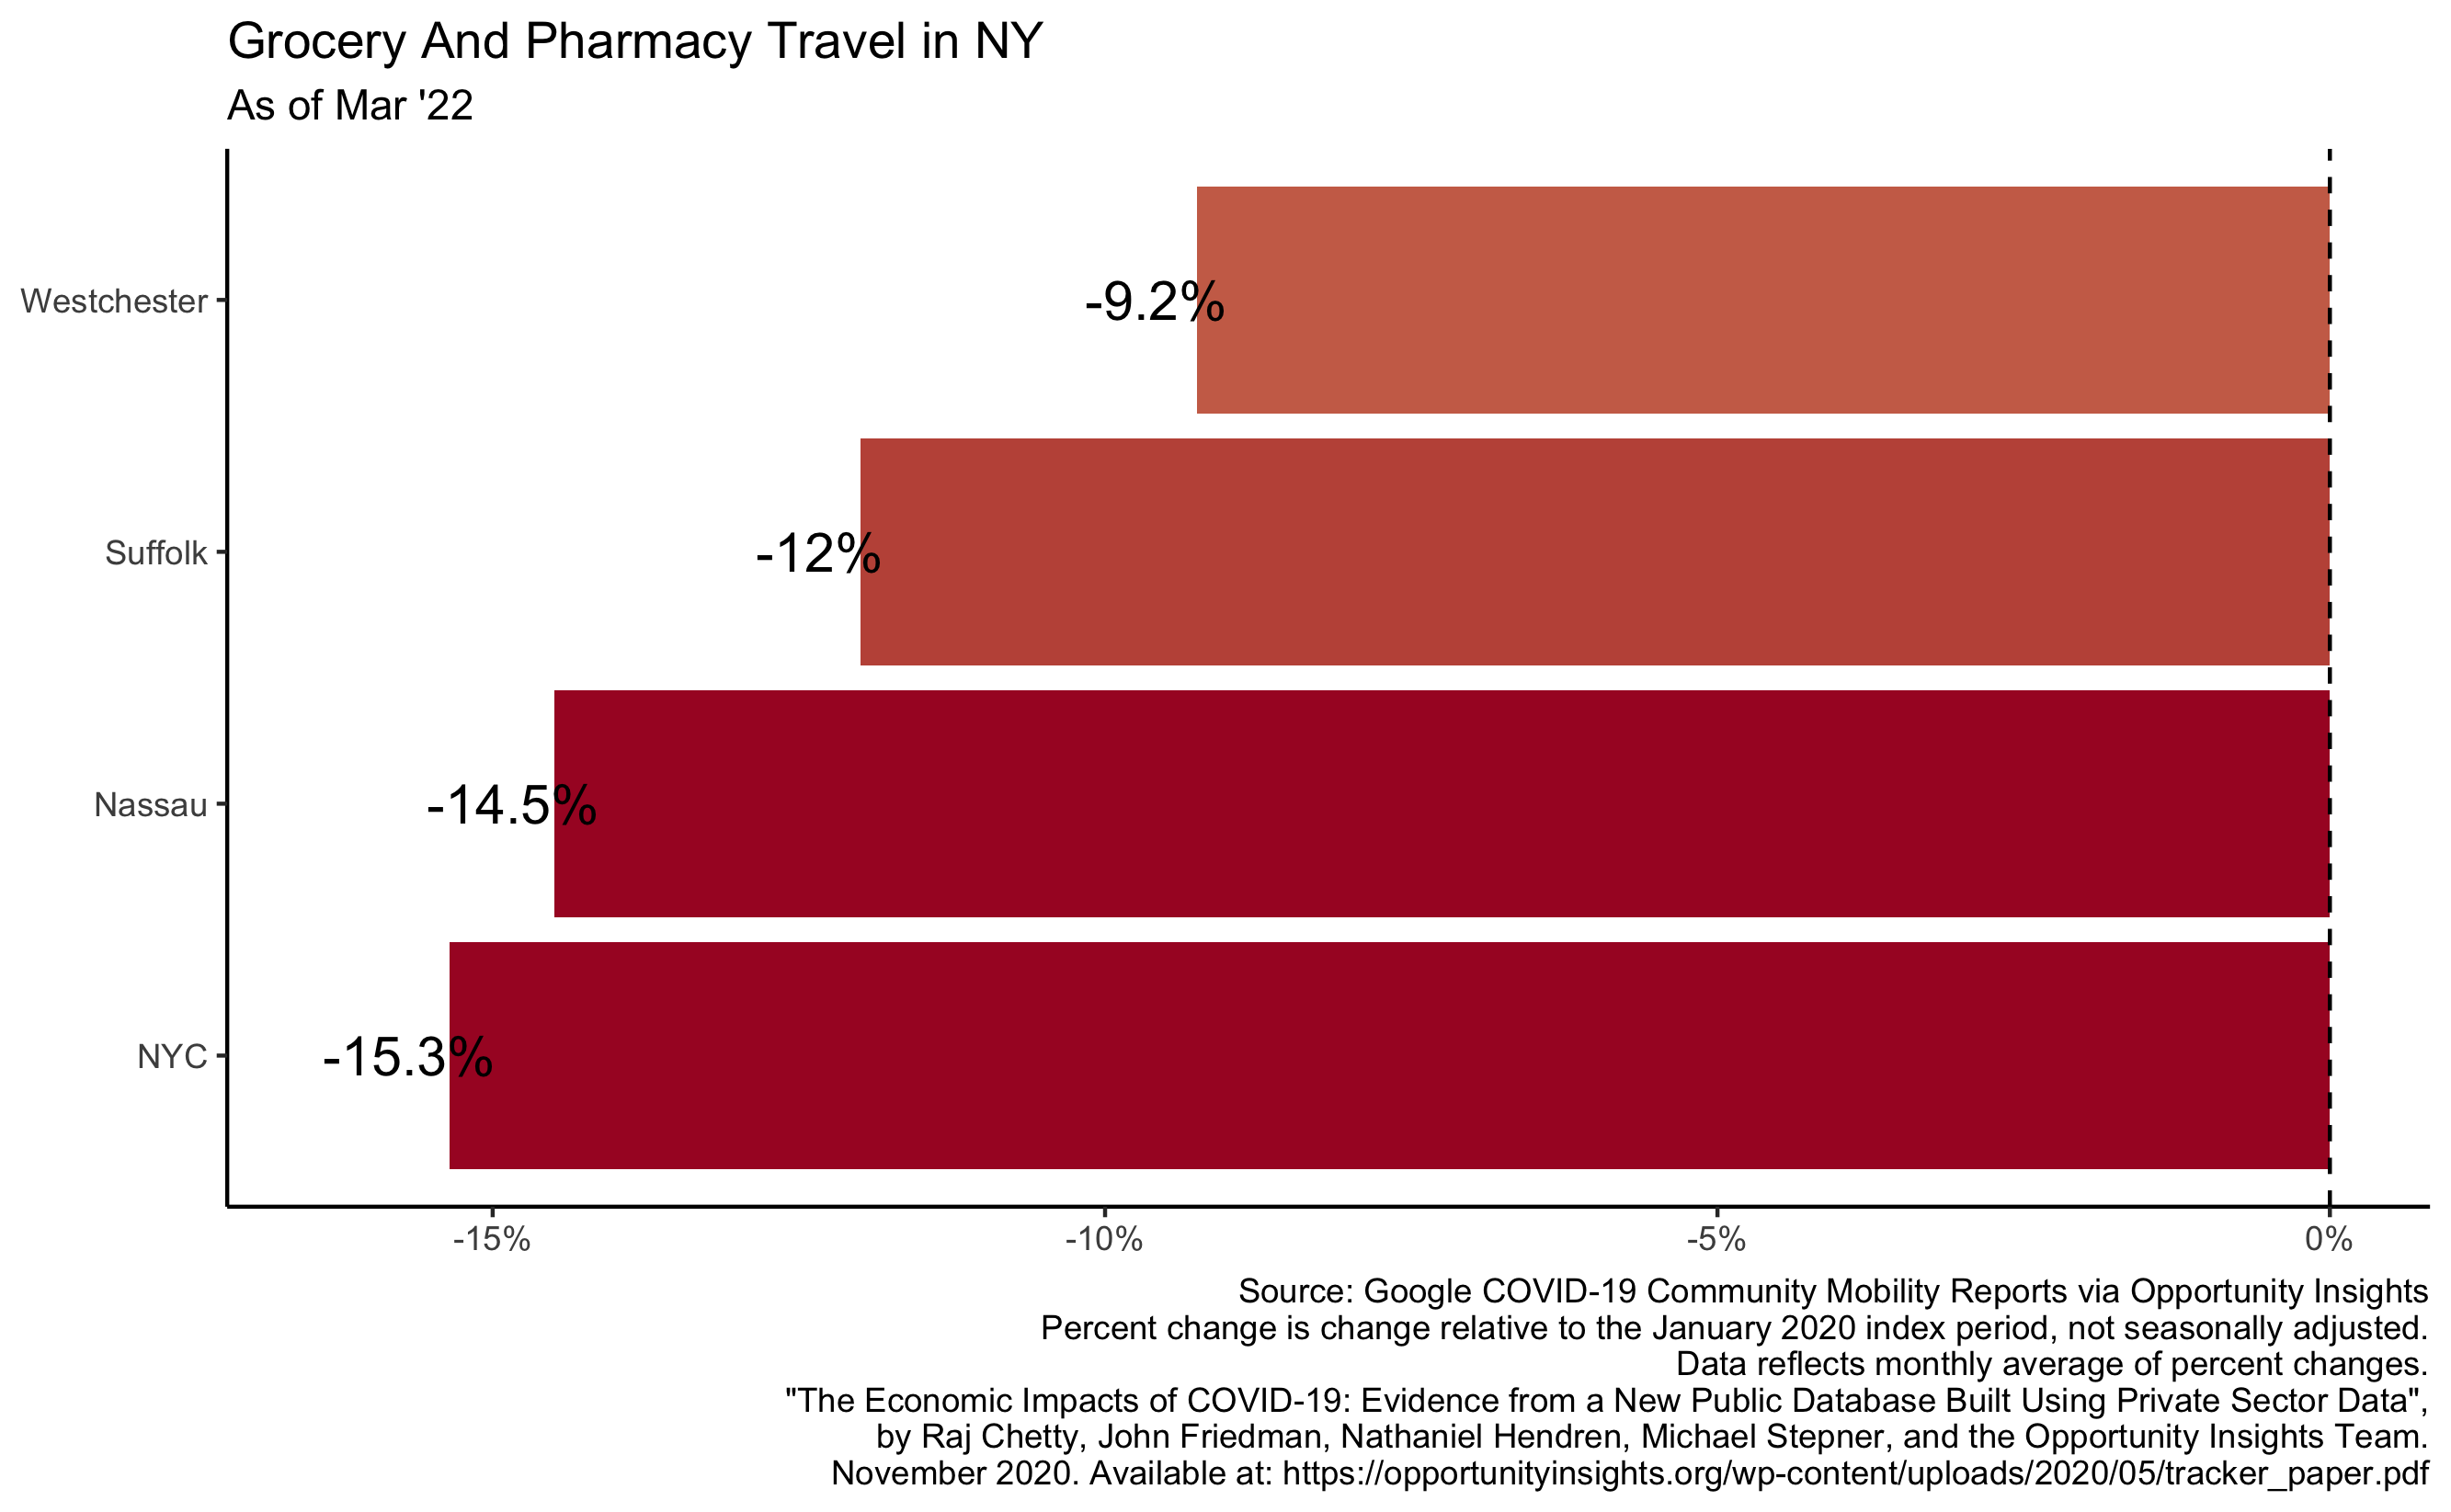 Grocery And Pharmacy Travel in NY
As of Mar '22
Westchester
-9.2%
Suffolk
-12%
Nassau
-14.5%
NYC
-15.3%
-15% -10% -5% 0%
Source: Google COVID-19 Community Mobility Reports via Opportunity Insights
Percent change is change relative to the January 2020 index period, not seasonally adjusted.
Data reflects monthly average of percent changes.
"The Economic Impacts of COVID-19: Evidence from a New Public Database Built Using Private Sector Data",
by Raj Chetty, John Friedman, Nathaniel Hendren, Michael Stepner, and the Opportunity Insights Team.
November 2020. Available at: https://opportunityinsights.org/wp-content/uploads/2020/05/tracker_paper.pdf